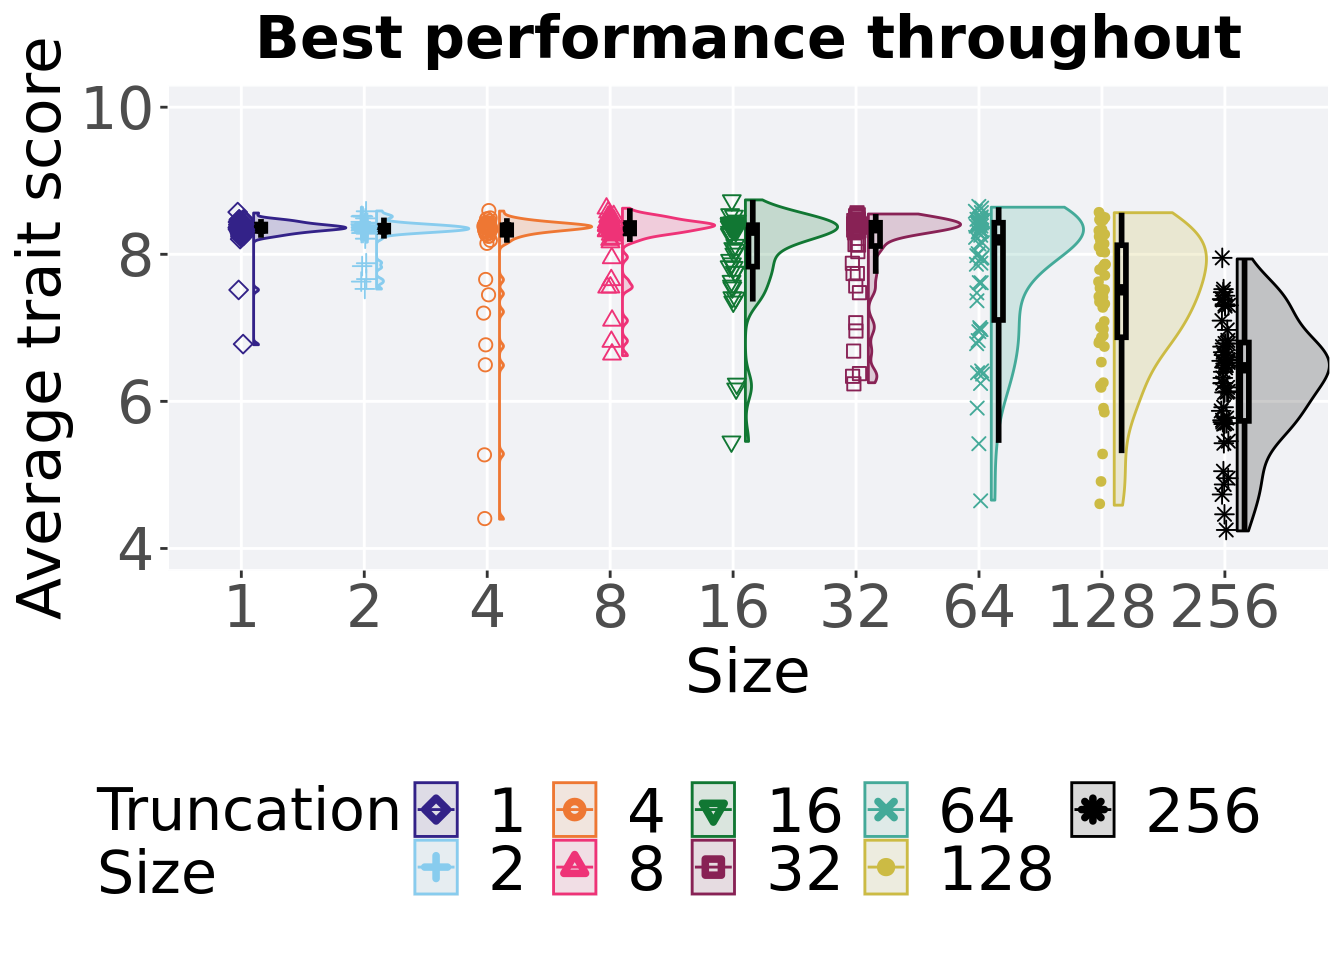 Best performance throughout
Average trait score
10
8
6
4
1 2 4 8 16 32 64 128 256
Size
Truncation Size
1 4 16 64 256
2 8 32 128